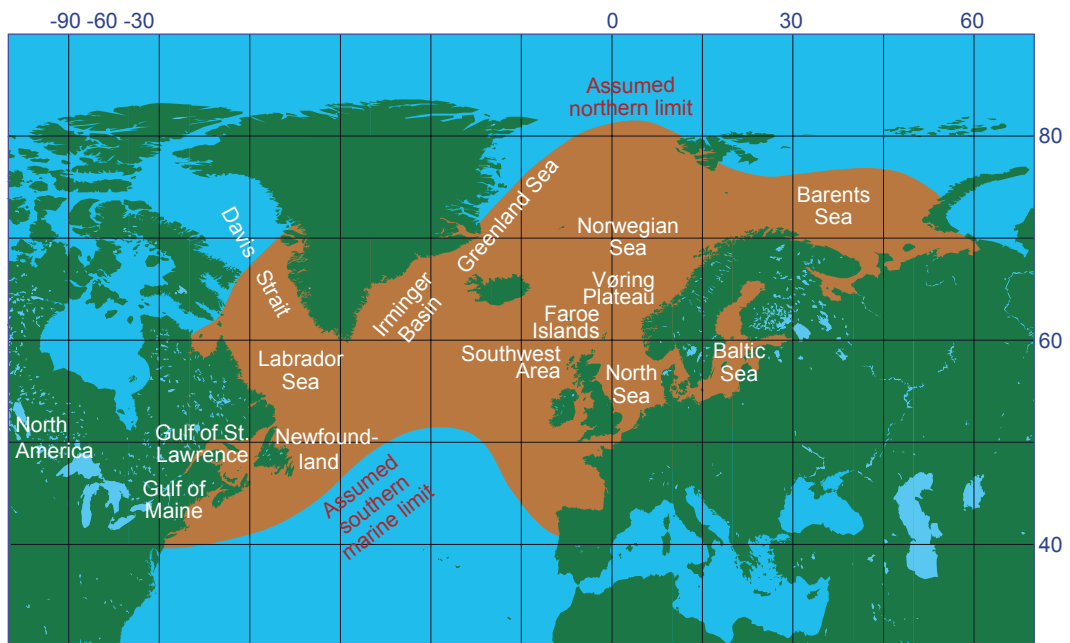 -90 -60 -30 0 30 60
Assumed
northern limit
80
Greenland Sea
Barents
Sea
Davis
Strait
Norwegian
Sea
Vøring
Plateau
Irminger
Basin
Faroe
Islands
60
Labrador
Sea
Southwest
Area
North
Sea
Baltic
Sea
North
America
Gulf of St.
Lawrence
Newfound-
land
Gulf of
Maine
Assumed
southern
marine limit
40